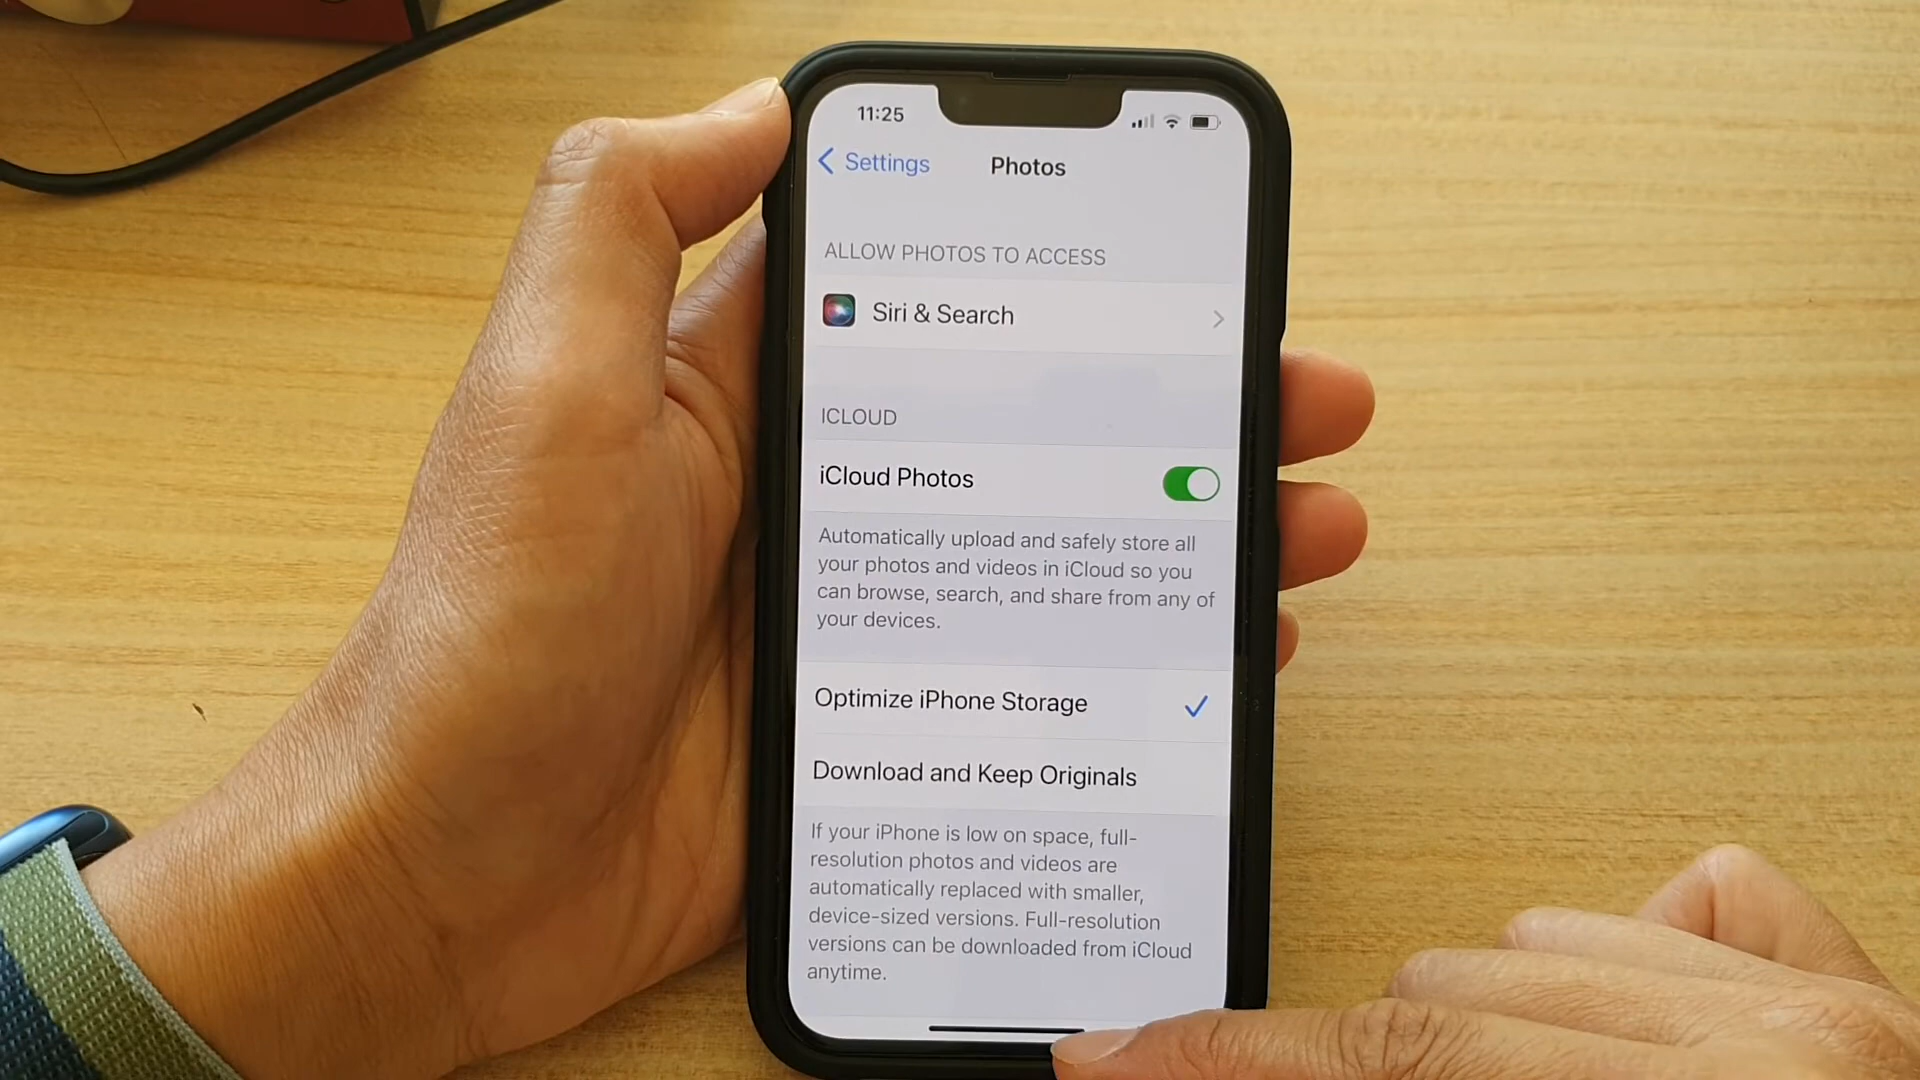 11:25
Settings
Photos
ALLOW PHOTOS TO ACCESS
Siri & Search
ICLOUD
iCloud Photos
Automatically upload and safely store all
your photos and videos in iCloud so you
can browse, search, and share from any of
your devices.
Optimize iPhone Storage
Download and Keep Originals
If your iPhone is low on space, full-
resolution photos and videos are
automatically replaced with smaller,
device-sized versions. Full-resolution
versions can be downloaded from iCloud
anytime.